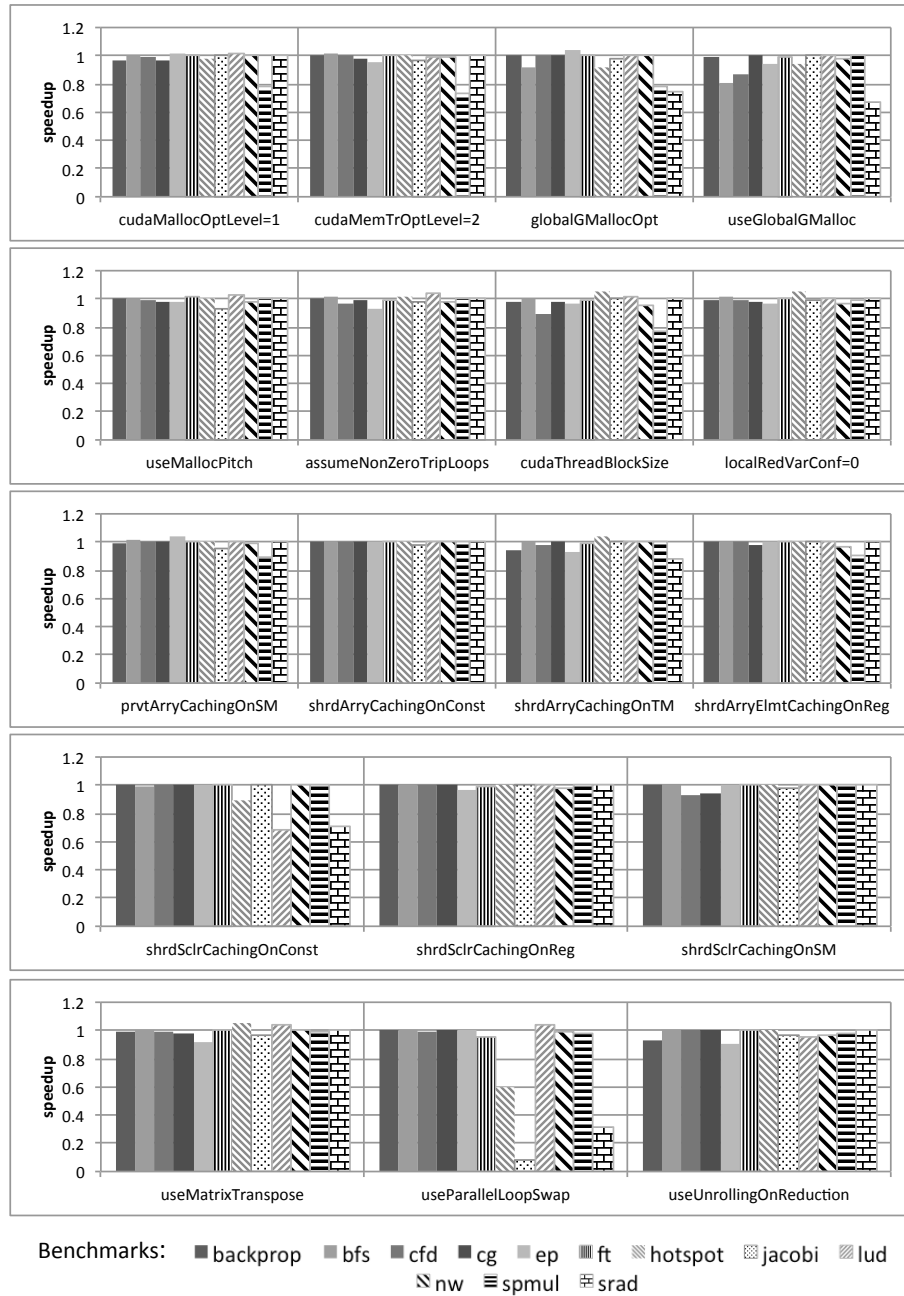 1.2
1
0.8
0.6
0.4
0.2
0
speedup
cudaMallocOptLevel=1 cudaMemTrOptLevel=2 globalGMallocOpt useGlobalGMalloc
1.2
1
0.8
0.6
0.4
0.2
0
speedup
useMallocPitch assumeNonZeroTripLoops cudaThreadBlockSize localRedVarConf=0
1.2
1
0.8
0.6
0.4
0.2
0
speedup
prvtArryCachingOnSM shrdArryCachingOnConst shrdArryCachingOnTM shrdArryElmtCachingOnReg
1.2
1
0.8
0.6
0.4
0.2
0
speedup
shrdSclrCachingOnConst shrdSclrCachingOnReg shrdSclrCachingOnSM
1.2
1
0.8
0.6
0.4
0.2
0
speedup
useMatrixTranspose useParallelLoopSwap useUnrollingOnReduction
Benchmarks: backprop bfs cfd cg ep ft hotspot jacobi lud
nw spmul srad